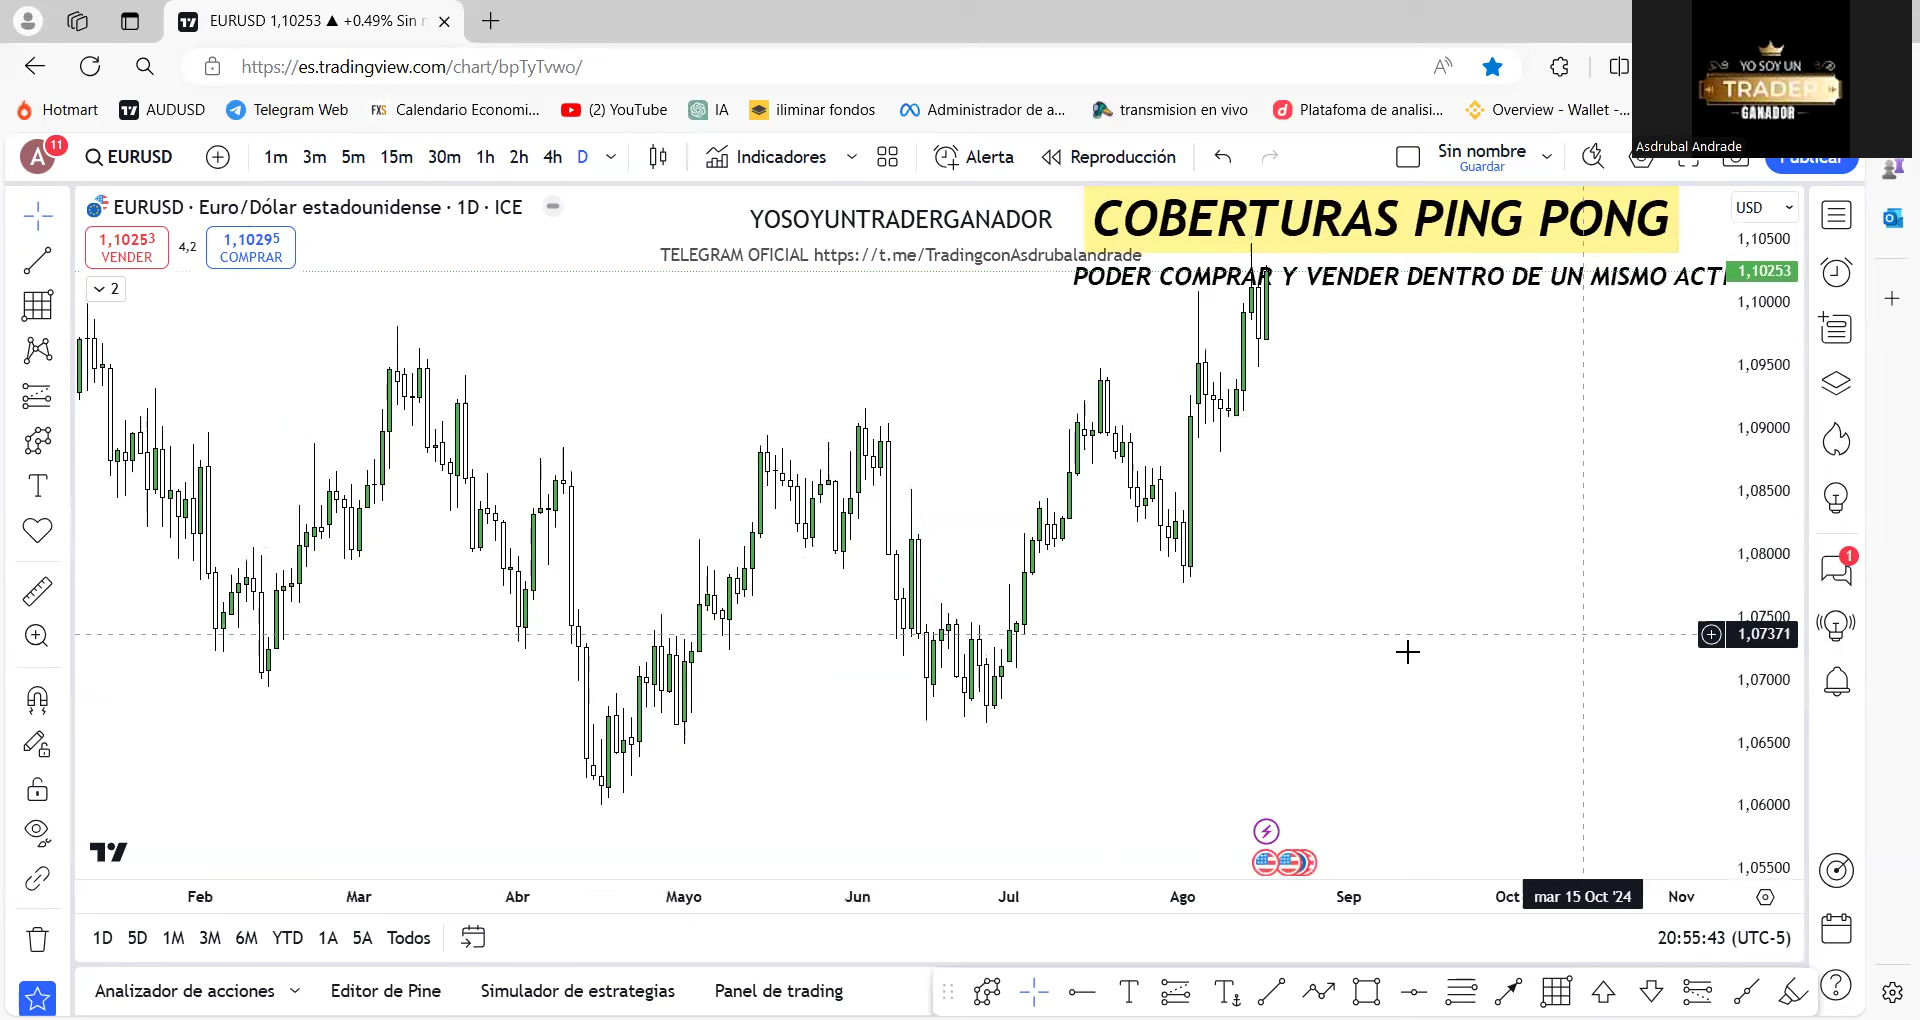 EURUSD 1,10253 ▲ +0.49% Sin
https://es.tradingview.com/chart/bpTyTvwo/
Hotmart AUDUSD Telegram Web FXS Calendario Economi... (2) YouTube IA iliminar fondos Administrador de a... transmision en vivo Platafoma de analisi... Overview - Wallet -...
YO SOY UN
TRADER
GANADOR
Asdrubal Andrade
A 11 EURUSD 1m 3m 5m 15m 30m 1h 2h 4h D Indicadores Alerta Reproducción Sin nombre
Guardar
Publicar
EURUSD · Euro/Dólar estadounidense · 1D · ICE
YOSOYUNTRADERGANADOR
COBERTURAS PING PONG
USD
1,10253
VENDER
4,2
1,10295
COMPRAR
TELEGRAM OFICIAL https://t.me/TradingconAsdrubalandrade
PODER COMPRAR Y VENDER DENTRO DE UN MISMO ACTI
2
1,10500
1,10253
1,10000
1,09500
1,09000
1,08500
1,08000
1,07500
1,07371
1,07000
1,06500
1,06000
1,05500
1
Feb Mar Abr Mayo Jun Jul Ago Sep Oct mar 15 Oct '24 Nov
1D 5D 1M 3M 6M YTD 1A 5A Todos
20:55:43 (UTC-5)
Analizador de acciones Editor de Pine Simulador de estrategias Panel de trading